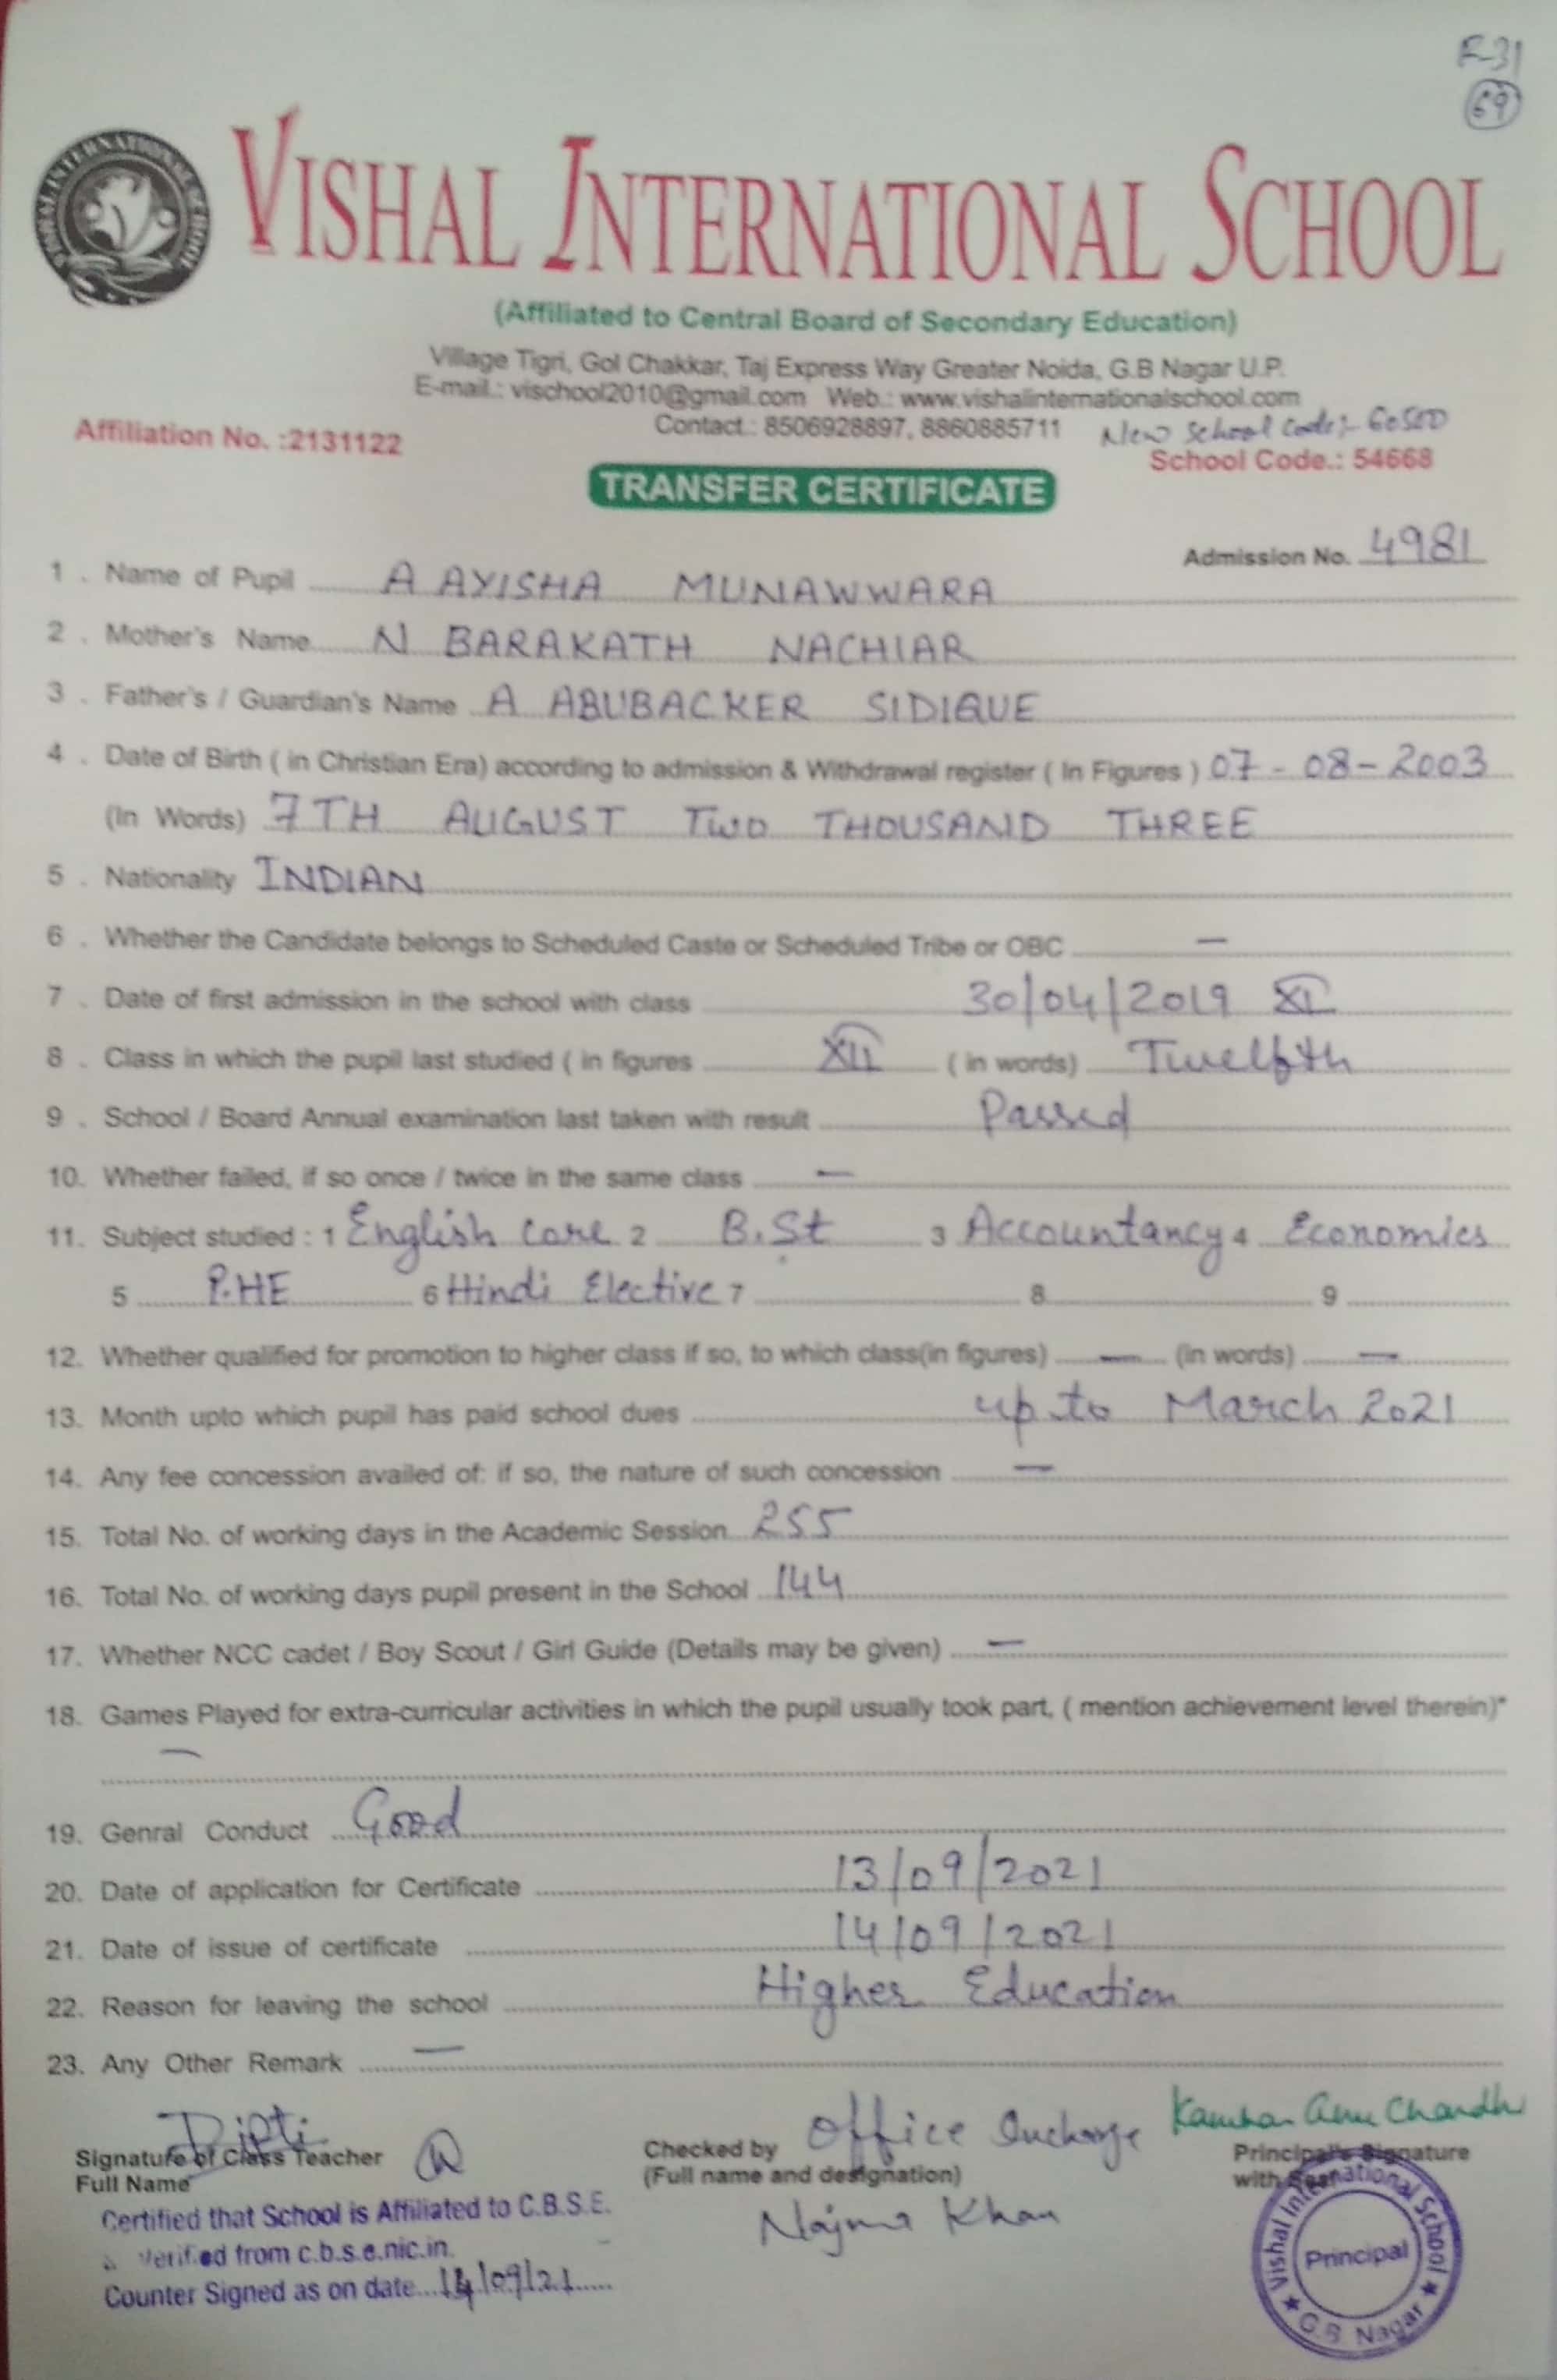 F-31
69
VISHAL INTERNATIONAL SCHOOL
(Affiliated to Central Board of Secondary Education)
Village Tigri, Gol Chakkar, Taj Express Way Greater Noida, G.B Nagar U.P.
E-mail.: vischool2010@gmail.com Web.: www.vishalinternationalschool.com
Contact.: 8506928897, 8860885711 New School Code:-
Affiliation No. :2131122 School Code.: 54668
TRANSFER CERTIFICATE
Admission No. 4981
1 . Name of Pupil A AYISHA MUNAWWARA
2 . Mother's Name N BARAKATH NACHIAR
3 . Father's / Guardian's Name A ABUBACKER SIDIQUE
4 . Date of Birth ( in Christian Era) according to admission & Withdrawal register ( In Figures ) 07-08-2003
(In Words) 7TH AUGUST TWO THOUSAND THREE
5 . Nationality INDIAN
6 . Whether the Candidate belongs to Scheduled Caste or Scheduled Tribe or OBC —
7 . Date of first admission in the school with class 30/04/2019 XI
8 . Class in which the pupil last studied ( in figures XII ( in words) Twelfth
9 . School / Board Annual examination last taken with result Passed
10. Whether failed, if so once / twice in the same class —
11. Subject studied : 1 English Core 2 B.St 3 Accountancy 4 Economics
5 P.HE 6 Hindi Elective 7 8 9
12. Whether qualified for promotion to higher class if so, to which class(in figures) — (in words) —
13. Month upto which pupil has paid school dues up to March 2021
14. Any fee concession availed of: if so, the nature of such concession —
15. Total No. of working days in the Academic Session 255
16. Total No. of working days pupil present in the School 144
17. Whether NCC cadet / Boy Scout / Girl Guide (Details may be given) —
18. Games Played for extra-curricular activities in which the pupil usually took part, ( mention achievement level therein)*
—
19. Genral Conduct Good
20. Date of application for Certificate 13/09/2021
21. Date of issue of certificate 14/09/2021
22. Reason for leaving the school Higher Education
23. Any Other Remark —
Dipti Office Incharge
Signature of Class Teacher Checked by Principal's Signature
Full Name (Full name and designation) with
Najma Khan
Certified that School is Affiliated to C.B.S.E.
& Verified from c.b.s.e.nic.in.
Counter Signed as on date...14/09/21......
Vishal International School
Principal
G.B Nagar